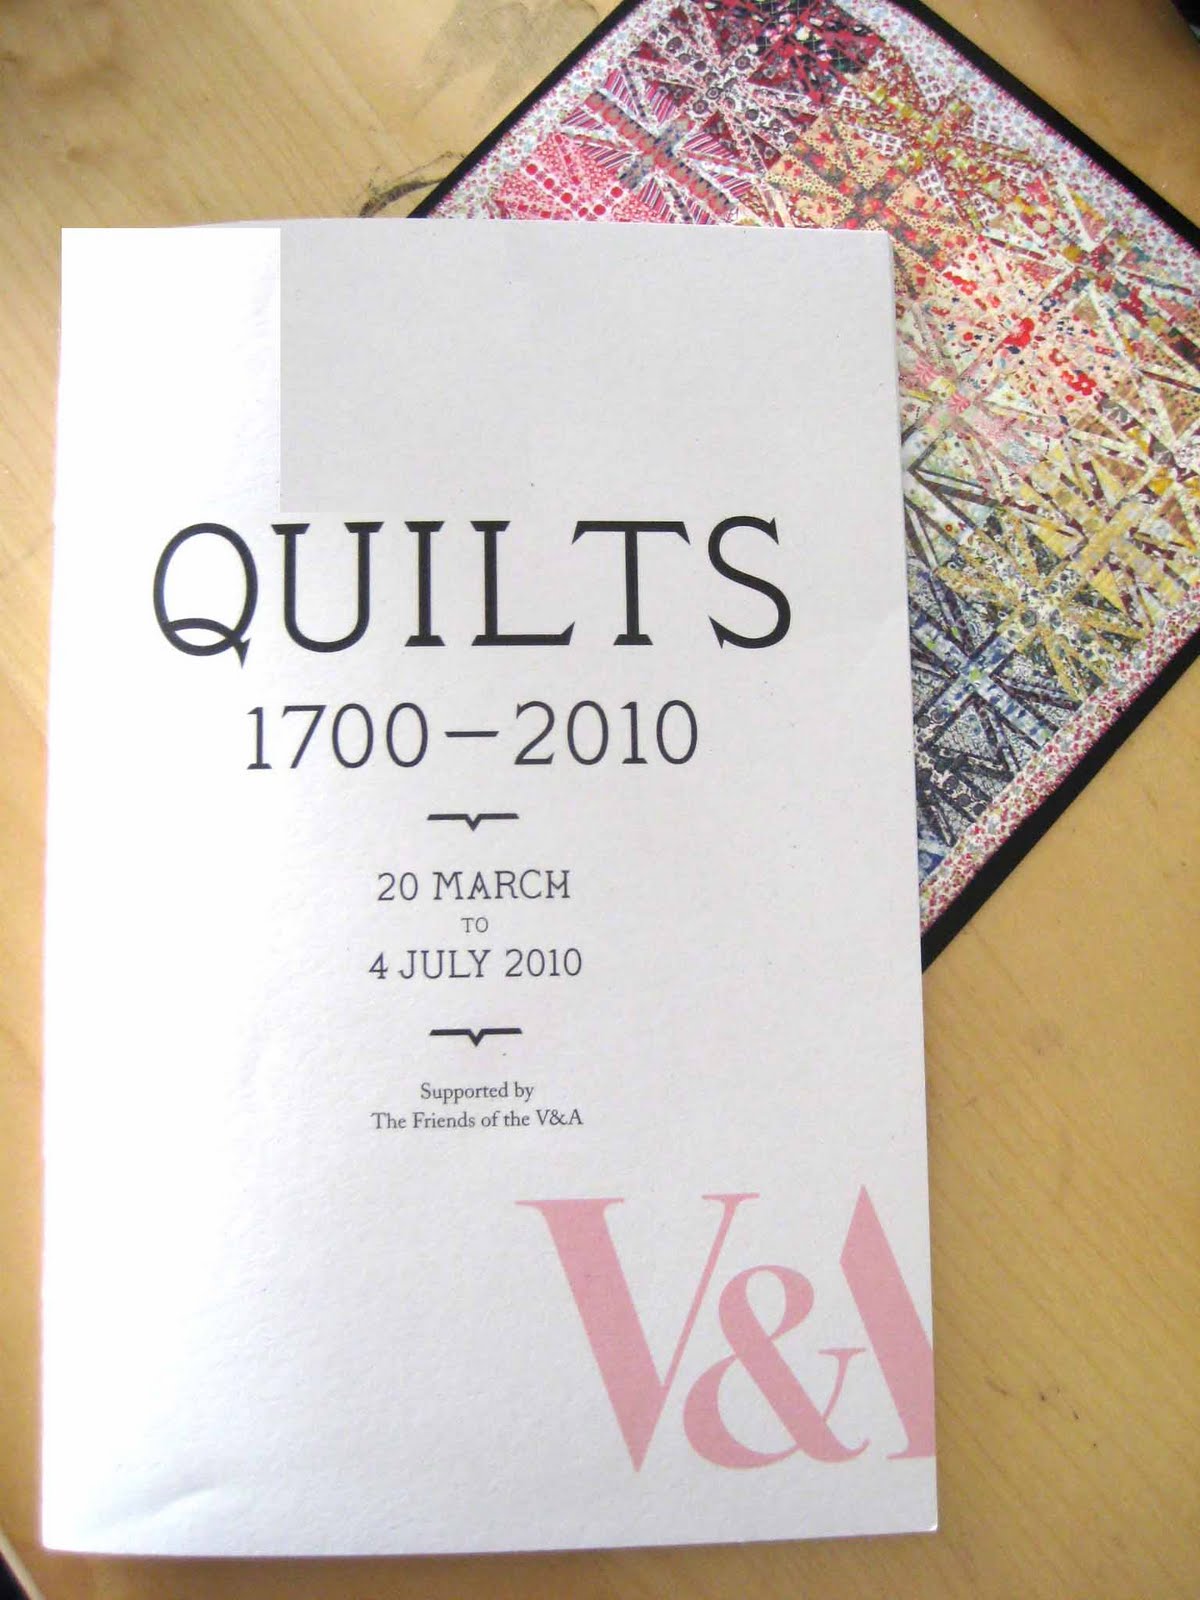 QUILTS
1700–2010
20 MARCH
TO
4 JULY 2010
Supported by
The Friends of the V&A
V&A